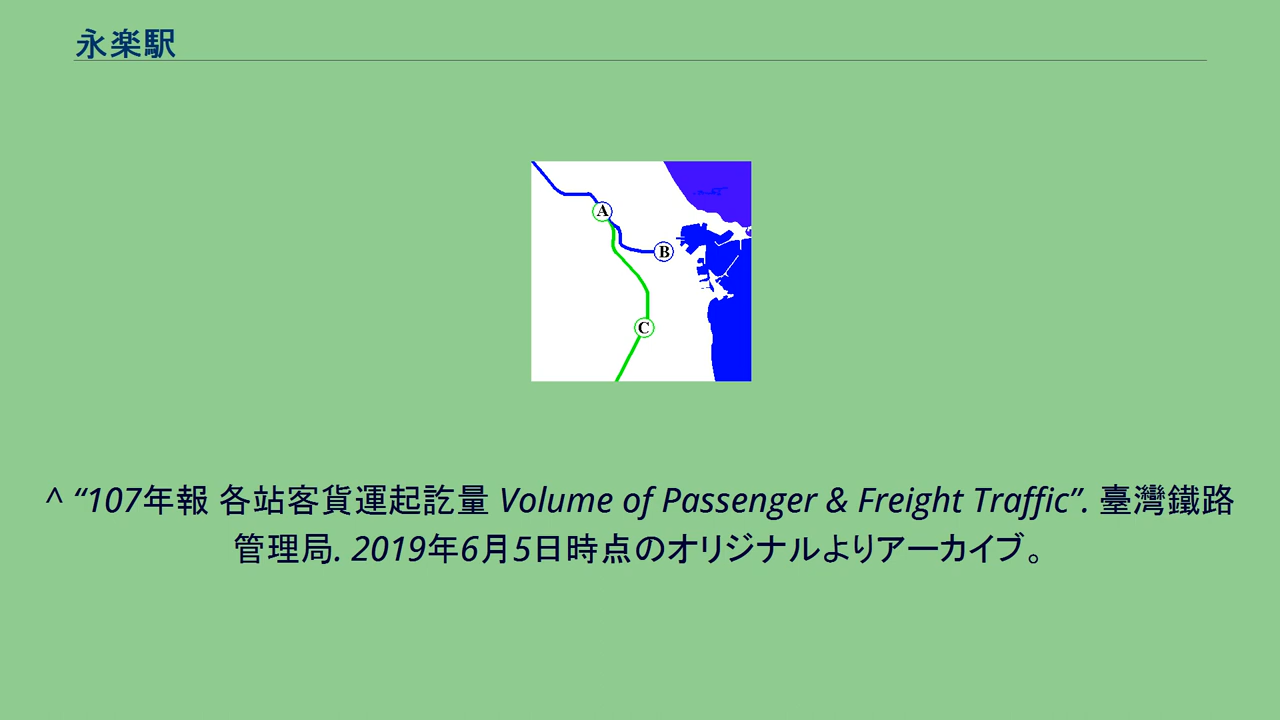 永楽駅
A
B
C
^ “107年報 各站客貨運起訖量 Volume of Passenger & Freight Traffic”. 臺灣鐵路
管理局. 2019年6月5日時点のオリジナルよりアーカイブ。